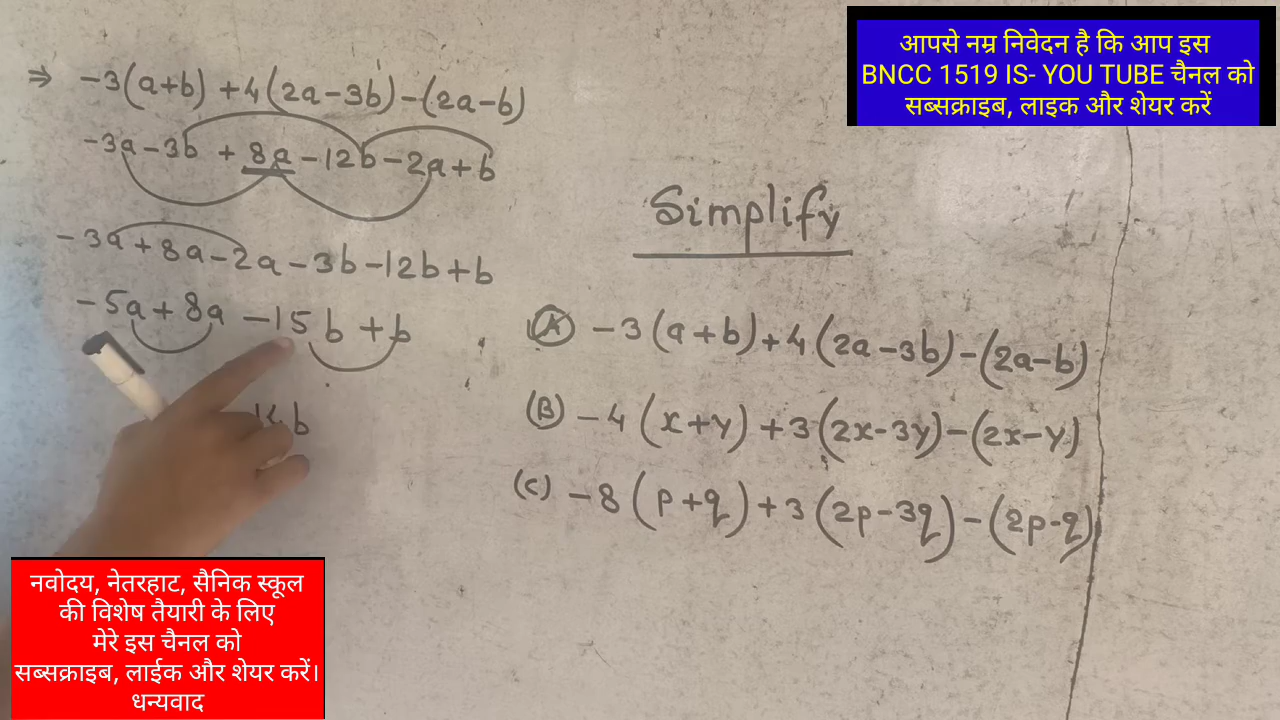 ⇒ -3(a+b) +4(2a-3b)-(2a-b)
-3a-3b + 8a-12b-2a+b
-3a+8a-2a-3b-12b+b
-5a+8a -15b +b
14b
Simplify
(A) -3(a+b)+4(2a-3b)-(2a-b)
(B) -4(x+y)+3(2x-3y)-(2x-y)
(C) -8(p+q)+3(2p-3q)-(2p-q)
आपसे नम्र निवेदन है कि आप इस
BNCC 1519 IS- YOU TUBE चैनल को
सब्सक्राइब, लाइक और शेयर करें
नवोदय, नेतरहाट, सैनिक स्कूल
की विशेष तैयारी के लिए
मेरे इस चैनल को
सब्सक्राइब, लाईक और शेयर करें।
धन्यवाद